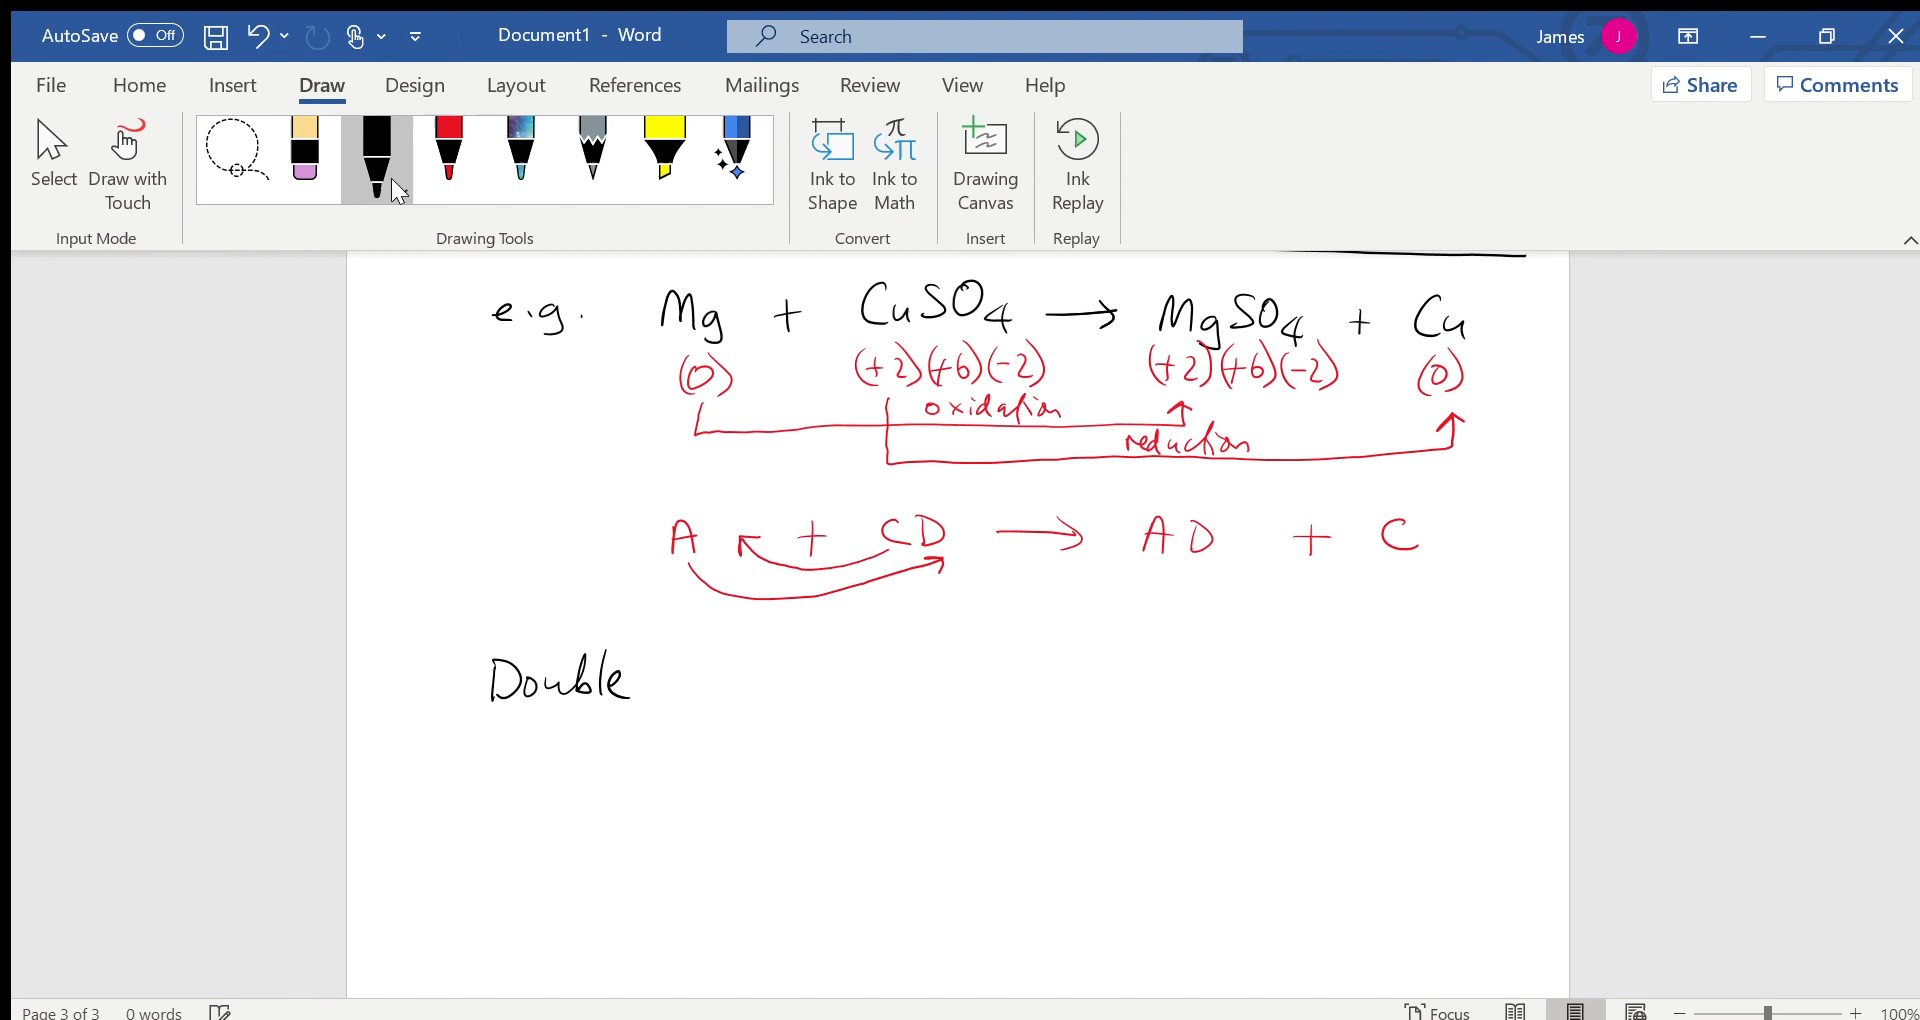 AutoSave Off Document1 - Word Search James J
File Home Insert Draw Design Layout References Mailings Review View Help Share Comments
Select Draw with Touch Ink to Shape Ink to Math Drawing Canvas Ink Replay
Input Mode Drawing Tools Convert Insert Replay
e.g. Mg + CuSO4 → MgSO4 + Cu
(0) (+2)(+6)(-2) (+2)(+6)(-2) (0)
oxidation
reduction
A + CD → AD + C
Double
Page 3 of 3 0 words Focus 100%